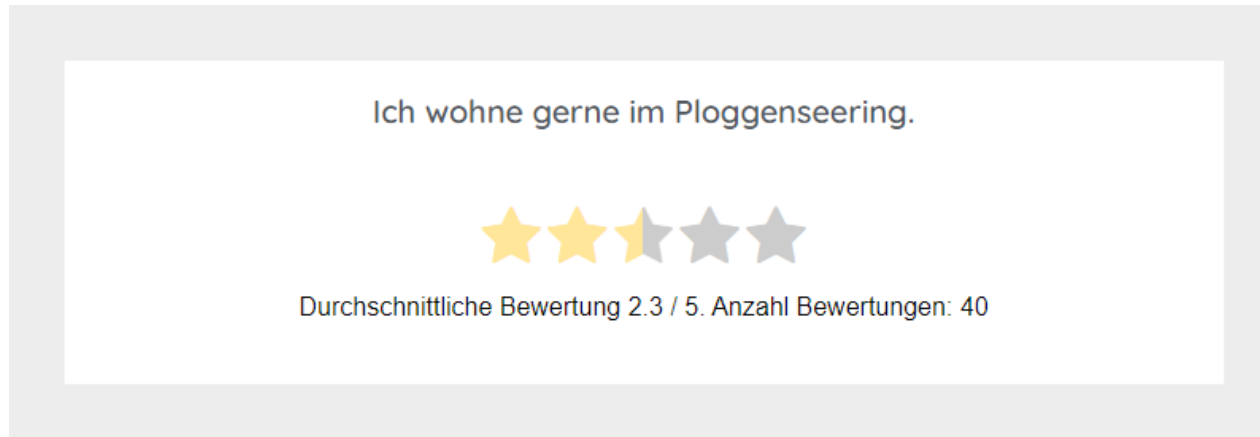 Ich wohne gerne im Ploggenseering.
Durchschnittliche Bewertung 2.3 / 5. Anzahl Bewertungen: 40